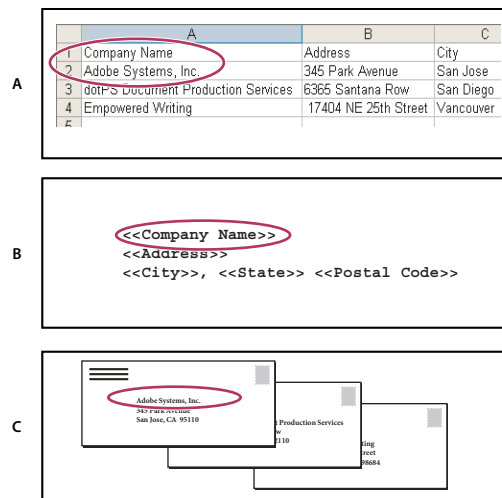 A
A B C
1 Company Name Address City
2 Adobe Systems, Inc. 345 Park Avenue San Jose
3 dotPS Document Production Services 6365 Santana Row San Diego
4 Empowered Writing 17404 NE 25th Street Vancouver
5
B
<<Company Name>>
<<Address>>
<<City>>, <<State>> <<Postal Code>>
C
Adobe Systems, Inc.
345 Park Avenue
San Jose, CA 95110
t Production Services
w
2110
ting
treet
98684